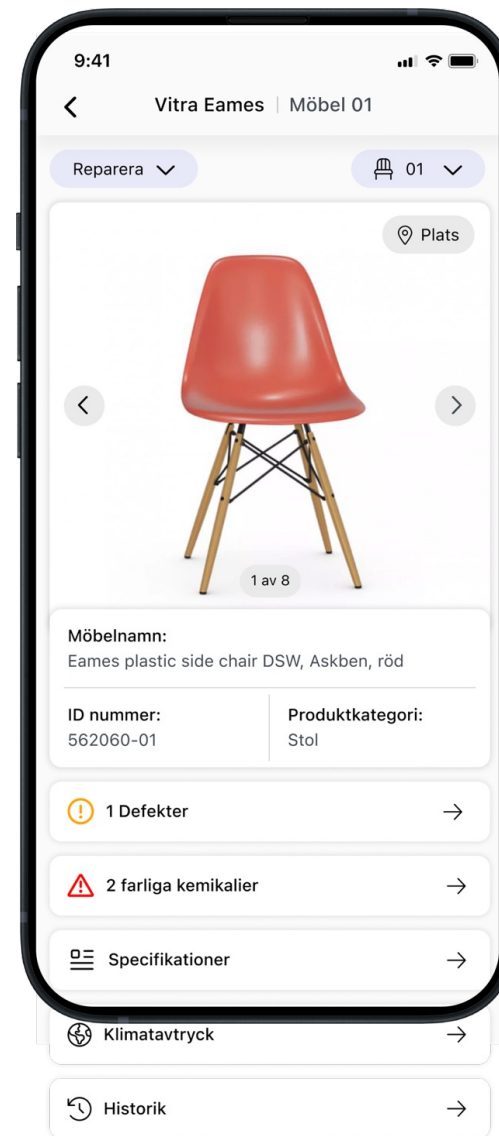 9:41
Vitra Eames | Möbel 01
Reparera
01
Plats
1 av 8
Möbelnamn:
Eames plastic side chair DSW, Askben, röd
ID nummer:
562060-01
Produktkategori:
Stol
1 Defekter
2 farliga kemikalier
Specifikationer
Klimatavtryck
Historik